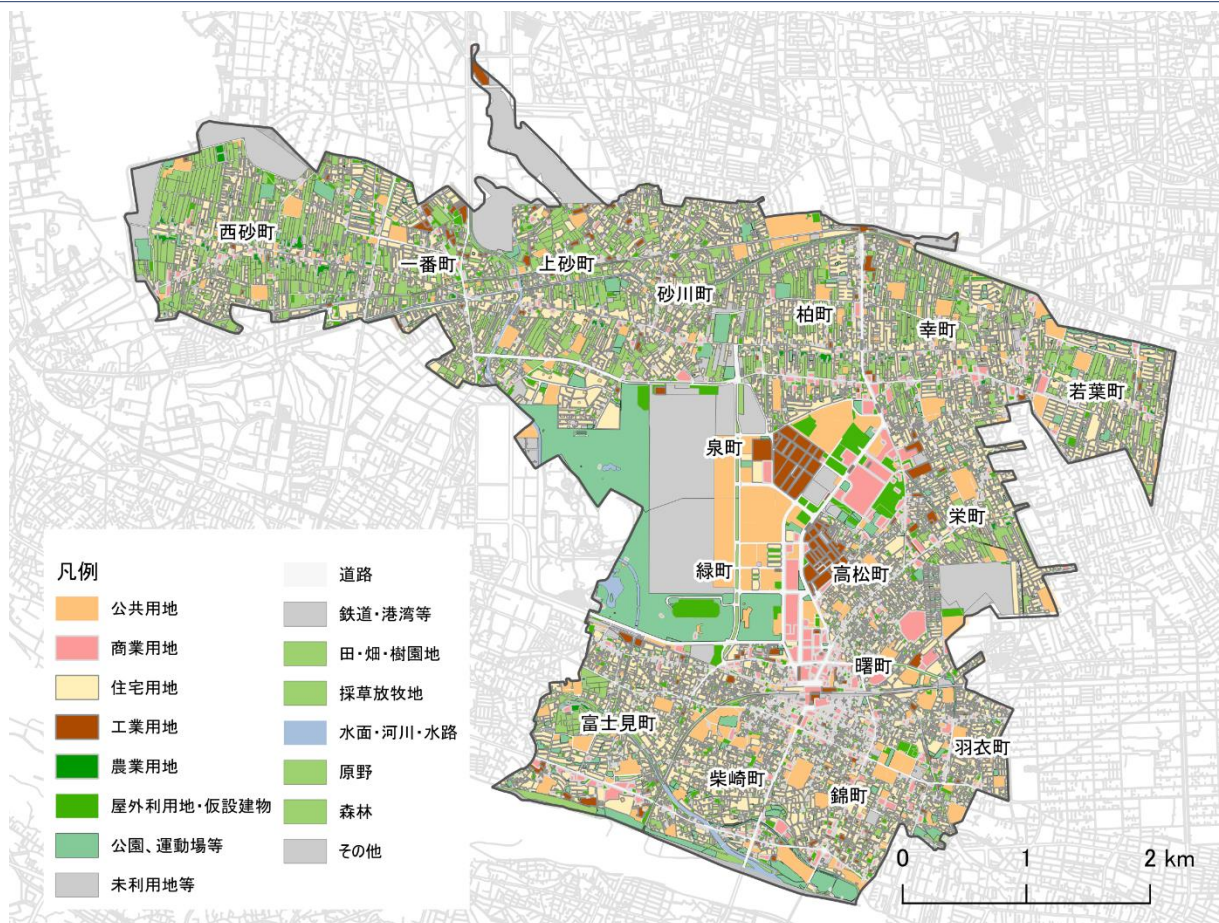 西砂町
一番町
上砂町
砂川町
柏町
幸町
若葉町
泉町
栄町
緑町
高松町
曙町
富士見町
羽衣町
柴崎町
錦町
凡例
公共用地
商業用地
住宅用地
工業用地
農業用地
屋外利用地・仮設建物
公園、運動場等
未利用地等
道路
鉄道・港湾等
田・畑・樹園地
採草放牧地
水面・河川・水路
原野
森林
その他
0 1 2 km